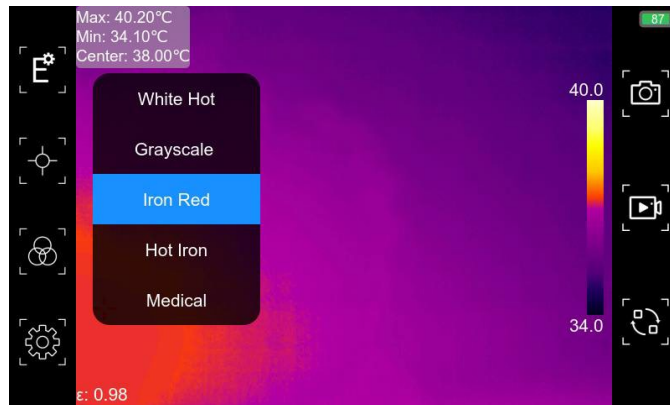 Max: 40.20℃
Min: 34.10℃
Center: 38.00℃
87
E
White Hot
Grayscale
Iron Red
Hot Iron
Medical
40.0
34.0
ε: 0.98